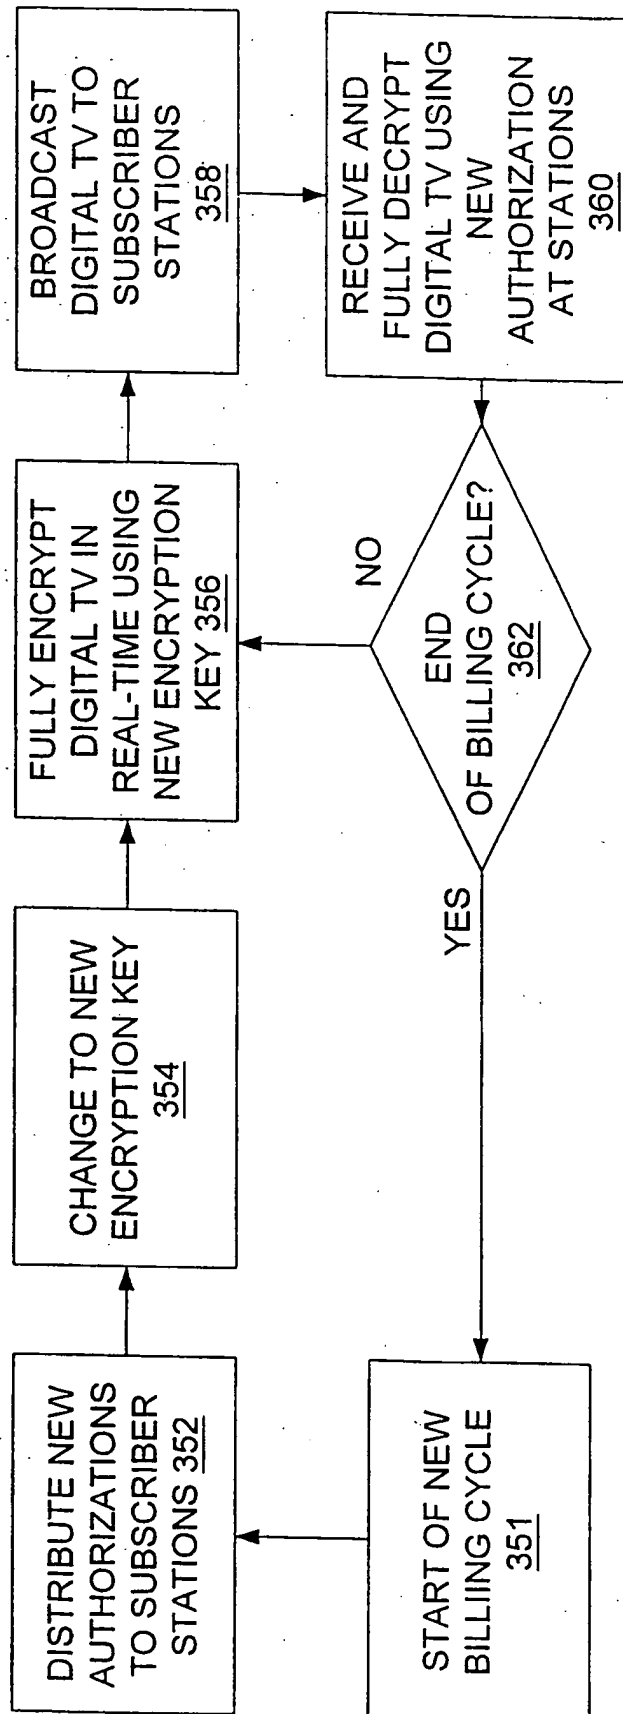 DISTRIBUTE NEW
AUTHORIZATIONS
TO SUBSCRIBER
STATIONS 352
CHANGE TO NEW
ENCRYPTION KEY
354
FULLY ENCRYPT
DIGITAL TV IN
REAL-TIME USING
NEW ENCRYPTION
KEY 356
BROADCAST
DIGITAL TV TO
SUBSCRIBER
STATIONS
358
START OF NEW
BILLIING CYCLE
351
YES
END
OF BILLING CYCLE?
362
NO
RECEIVE AND
FULLY DECRYPT
DIGITAL TV USING
NEW
AUTHORIZATION
AT STATIONS
360